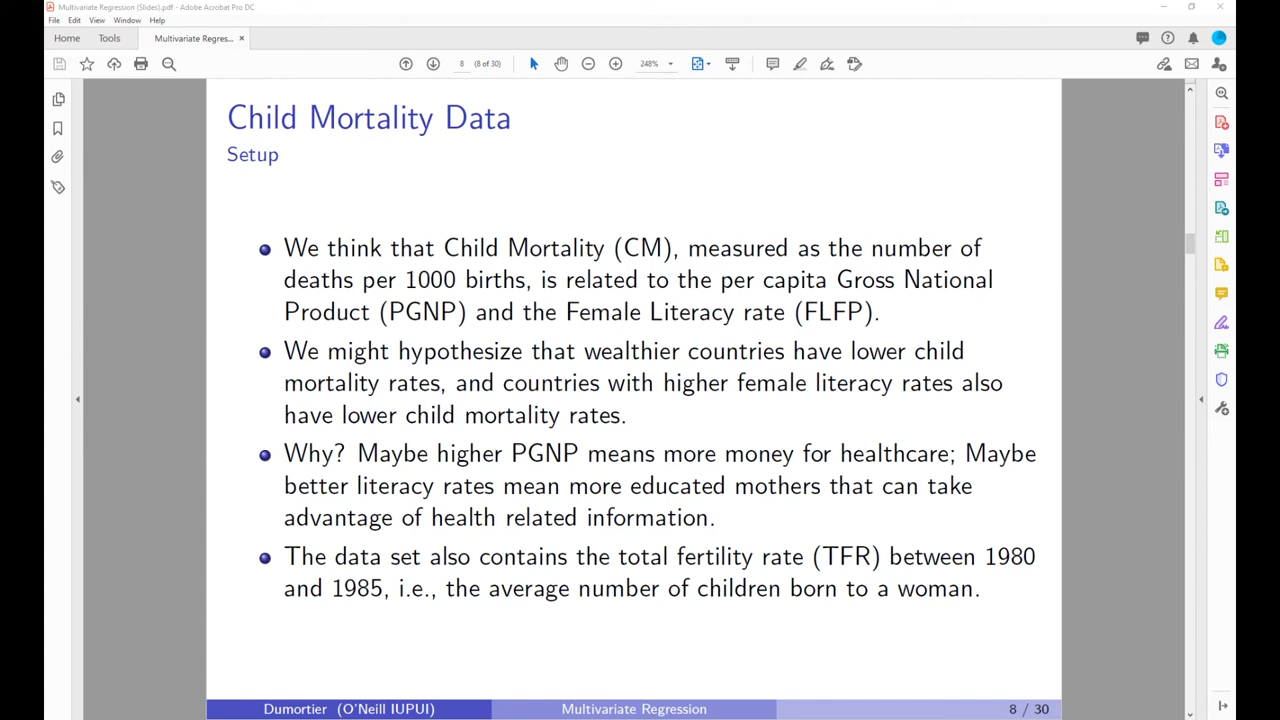 Multivariate Regression (Slides).pdf - Adobe Acrobat Pro DC
File Edit View Window Help
Home Tools Multivariate Regres... ×
8 (8 of 30) 248%
Child Mortality Data
Setup
We think that Child Mortality (CM), measured as the number of
deaths per 1000 births, is related to the per capita Gross National
Product (PGNP) and the Female Literacy rate (FLFP).
We might hypothesize that wealthier countries have lower child
mortality rates, and countries with higher female literacy rates also
have lower child mortality rates.
Why? Maybe higher PGNP means more money for healthcare; Maybe
better literacy rates mean more educated mothers that can take
advantage of health related information.
The data set also contains the total fertility rate (TFR) between 1980
and 1985, i.e., the average number of children born to a woman.
Dumortier (O'Neill IUPUI) Multivariate Regression 8 / 30